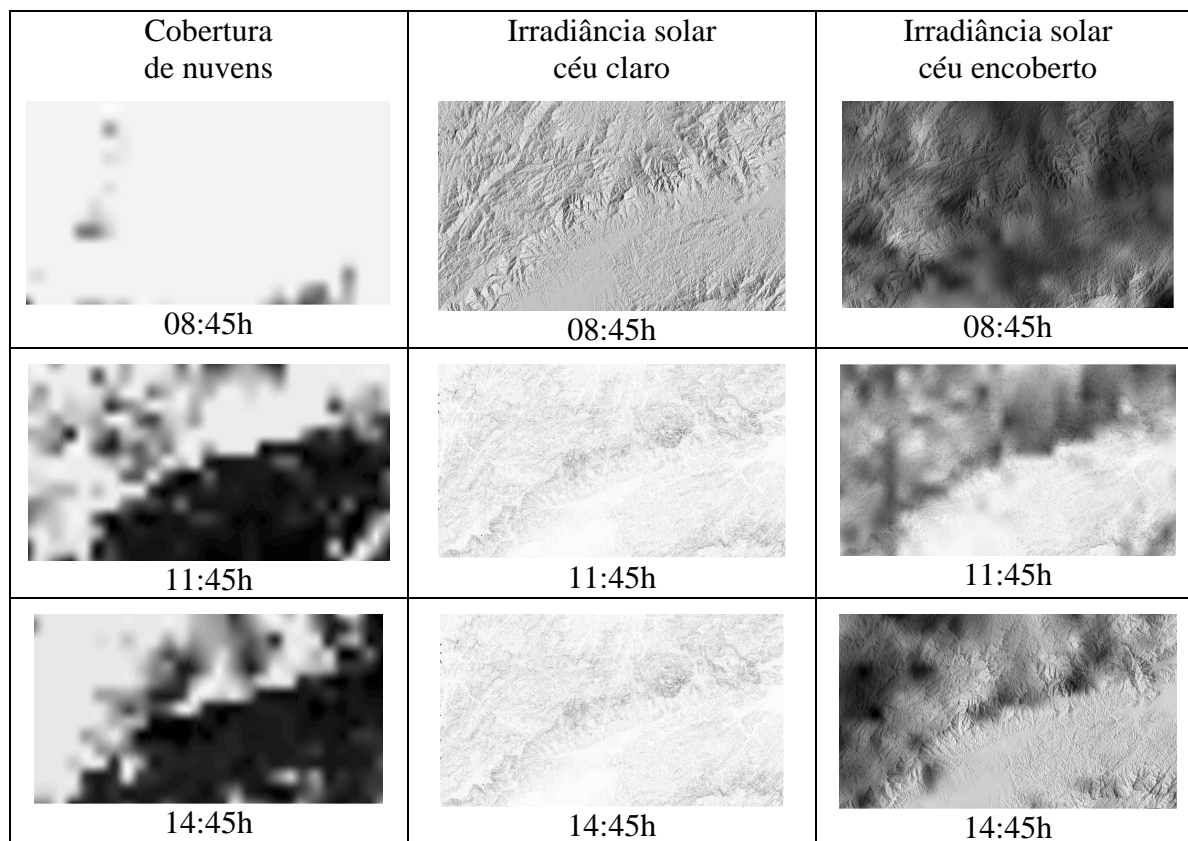 Cobertura
de nuvens
Irradiância solar
céu claro
Irradiância solar
céu encoberto
08:45h
08:45h
08:45h
11:45h
11:45h
11:45h
14:45h
14:45h
14:45h